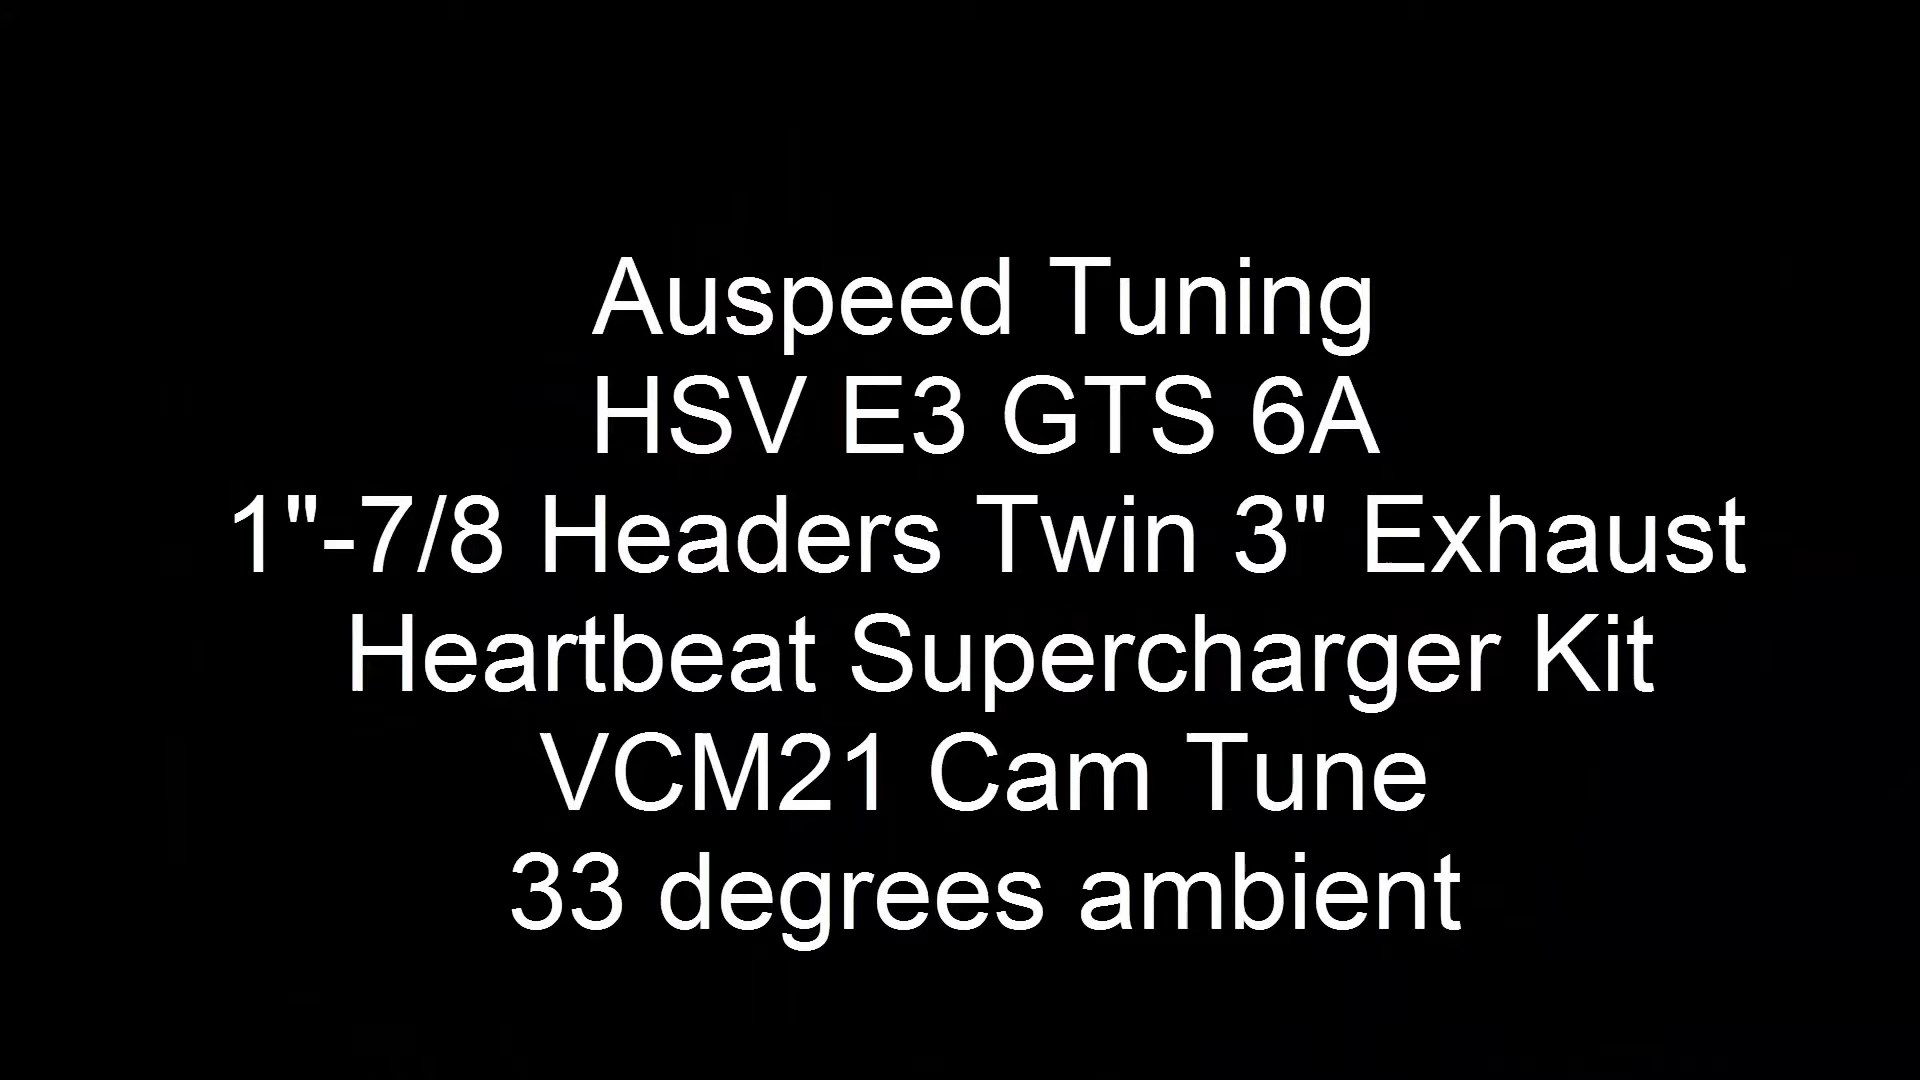 Auspeed Tuning
HSV E3 GTS 6A
1"-7/8 Headers Twin 3" Exhaust
Heartbeat Supercharger Kit
VCM21 Cam Tune
33 degrees ambient